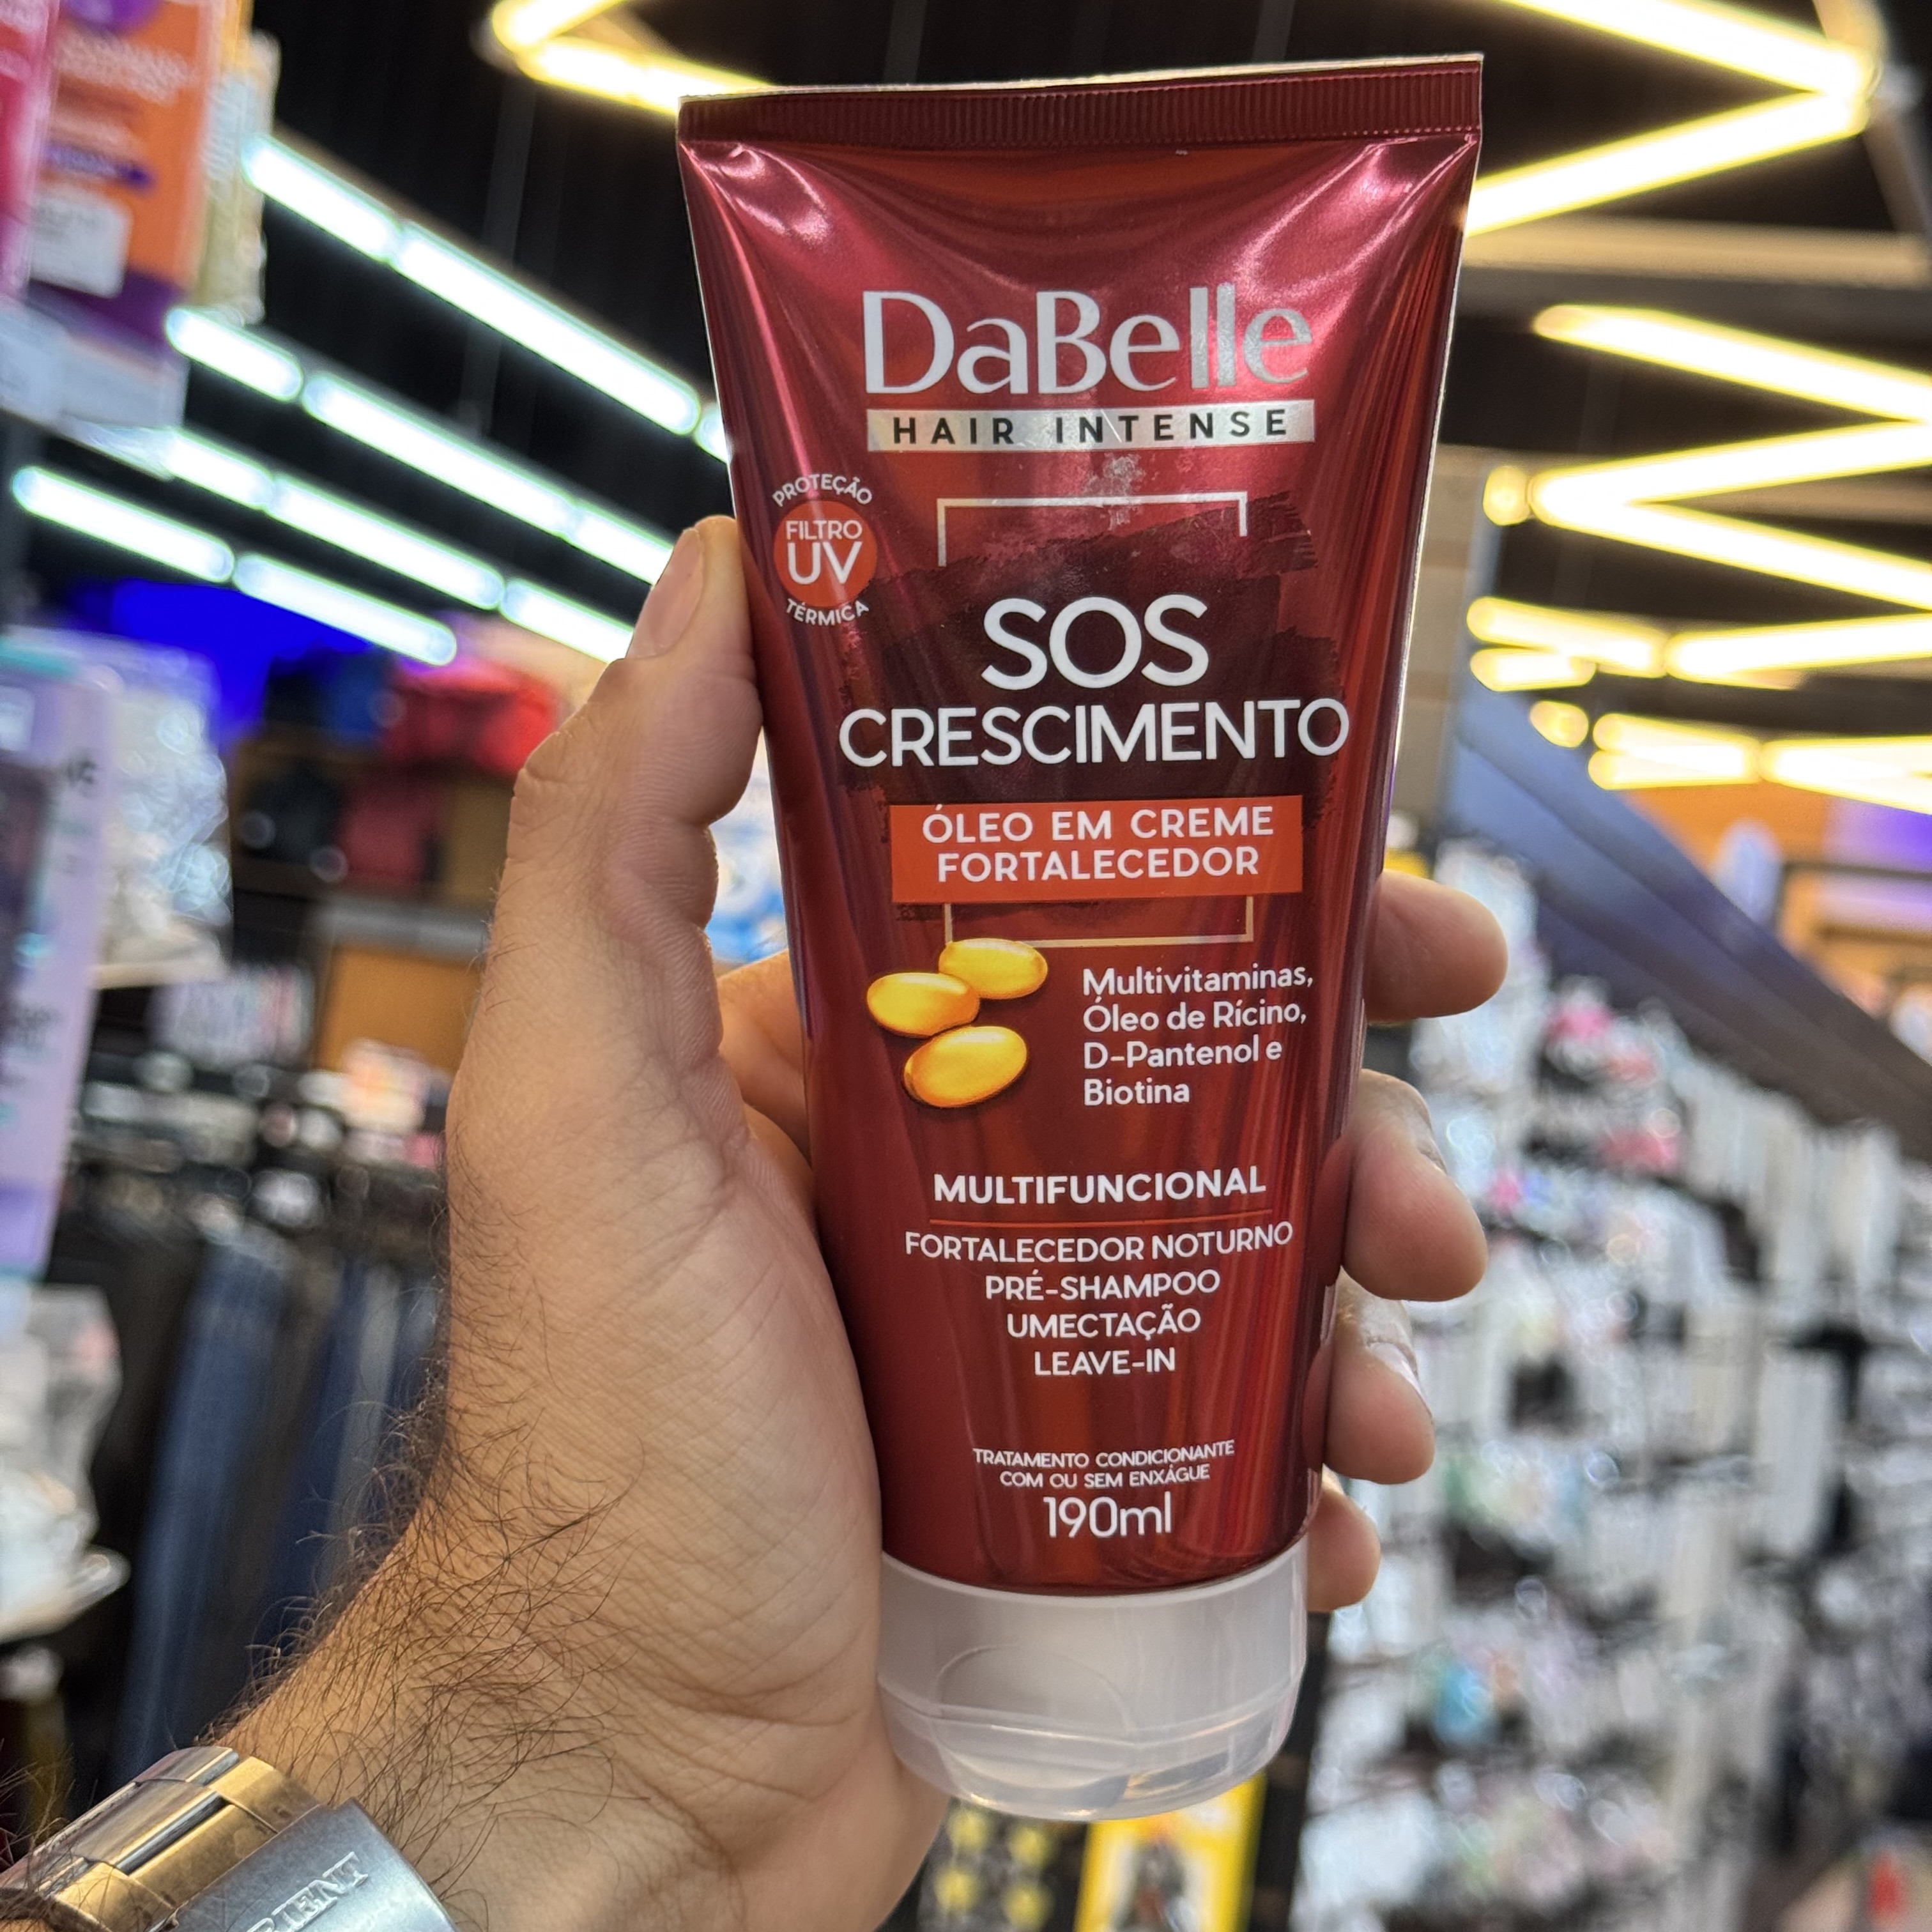 DaBelle
HAIR INTENSE
PROTEÇÃO
FILTRO
UV
TÉRMICA
SOS
CRESCIMENTO
ÓLEO EM CREME
FORTALECEDOR
Multivitaminas,
Óleo de Rícino,
D-Pantenol e
Biotina
MULTIFUNCIONAL
FORTALECEDOR NOTURNO
PRÉ-SHAMPOO
UMECTAÇÃO
LEAVE-IN
TRATAMENTO CONDICIONANTE
COM OU SEM ENXÁGUE
190ml